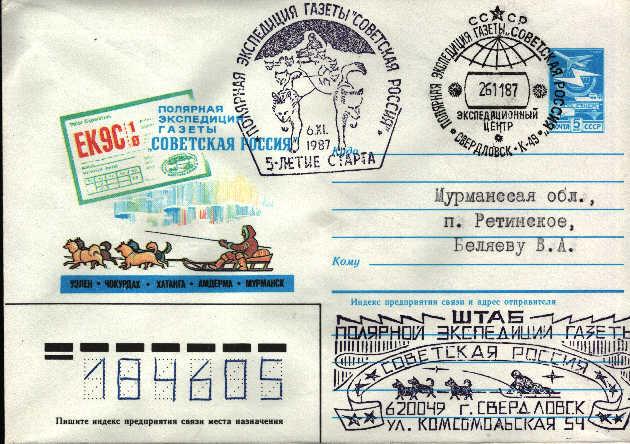 ПОЛЯРНАЯ ЭКСПЕДИЦИЯ ГАЗЕТЫ "СОВЕТСКАЯ РОССИЯ"
6.XI.
1987
5-ЛЕТИЕ СТАРТА
СССР
ПОЛЯРНАЯ ЭКСПЕДИЦИЯ ГАЗЕТЫ "СОВЕТСКАЯ РОССИЯ"
261187
ЭКСПЕДИЦИОННЫЙ
ЦЕНТР
СВЕРДЛОВСК-К-49
ПОЧТА 5 СССР
EK9C 1/0
ПОЛЯРНАЯ
ЭКСПЕДИЦИЯ
ГАЗЕТЫ
"СОВЕТСКАЯ РОССИЯ"
УЭЛЕН • ЧОКУРДАХ • ХАТАНГА • АМДЕРМА • МУРМАНСК
Куда
Мурманссая обл.,
п. Ретинское,
Беляеву В.А.
Кому
Индекс предприятия связи и адрес отправителя
ШТАБ
ПОЛЯРНОЙ ЭКСПЕДИЦИИ ГАЗЕТЫ
СОВЕТСКАЯ РОССИЯ
620049 г. СВЕРДЛОВСК
УЛ. КОМСОМОЛЬСКАЯ 54
184605
Пишите индекс предприятия связи места назначения